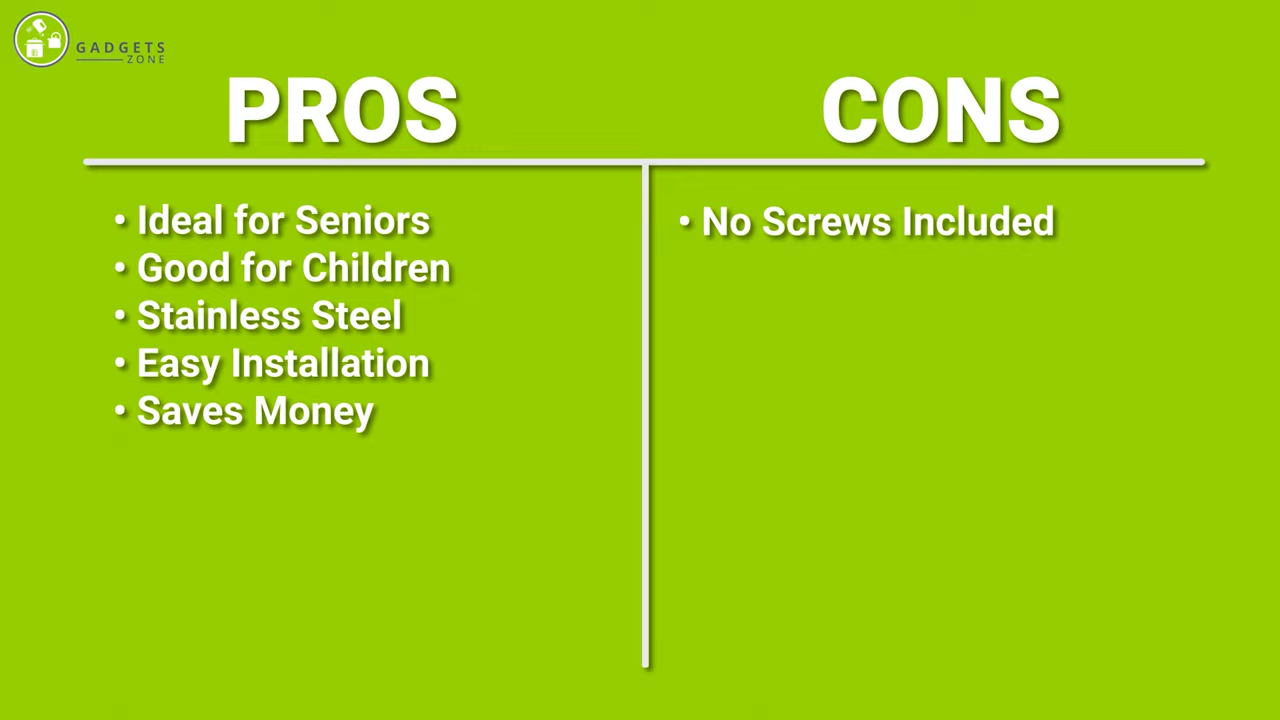 GADGETS
ZONE
PROS
CONS
• Ideal for Seniors
• Good for Children
• Stainless Steel
• Easy Installation
• Saves Money
• No Screws Included